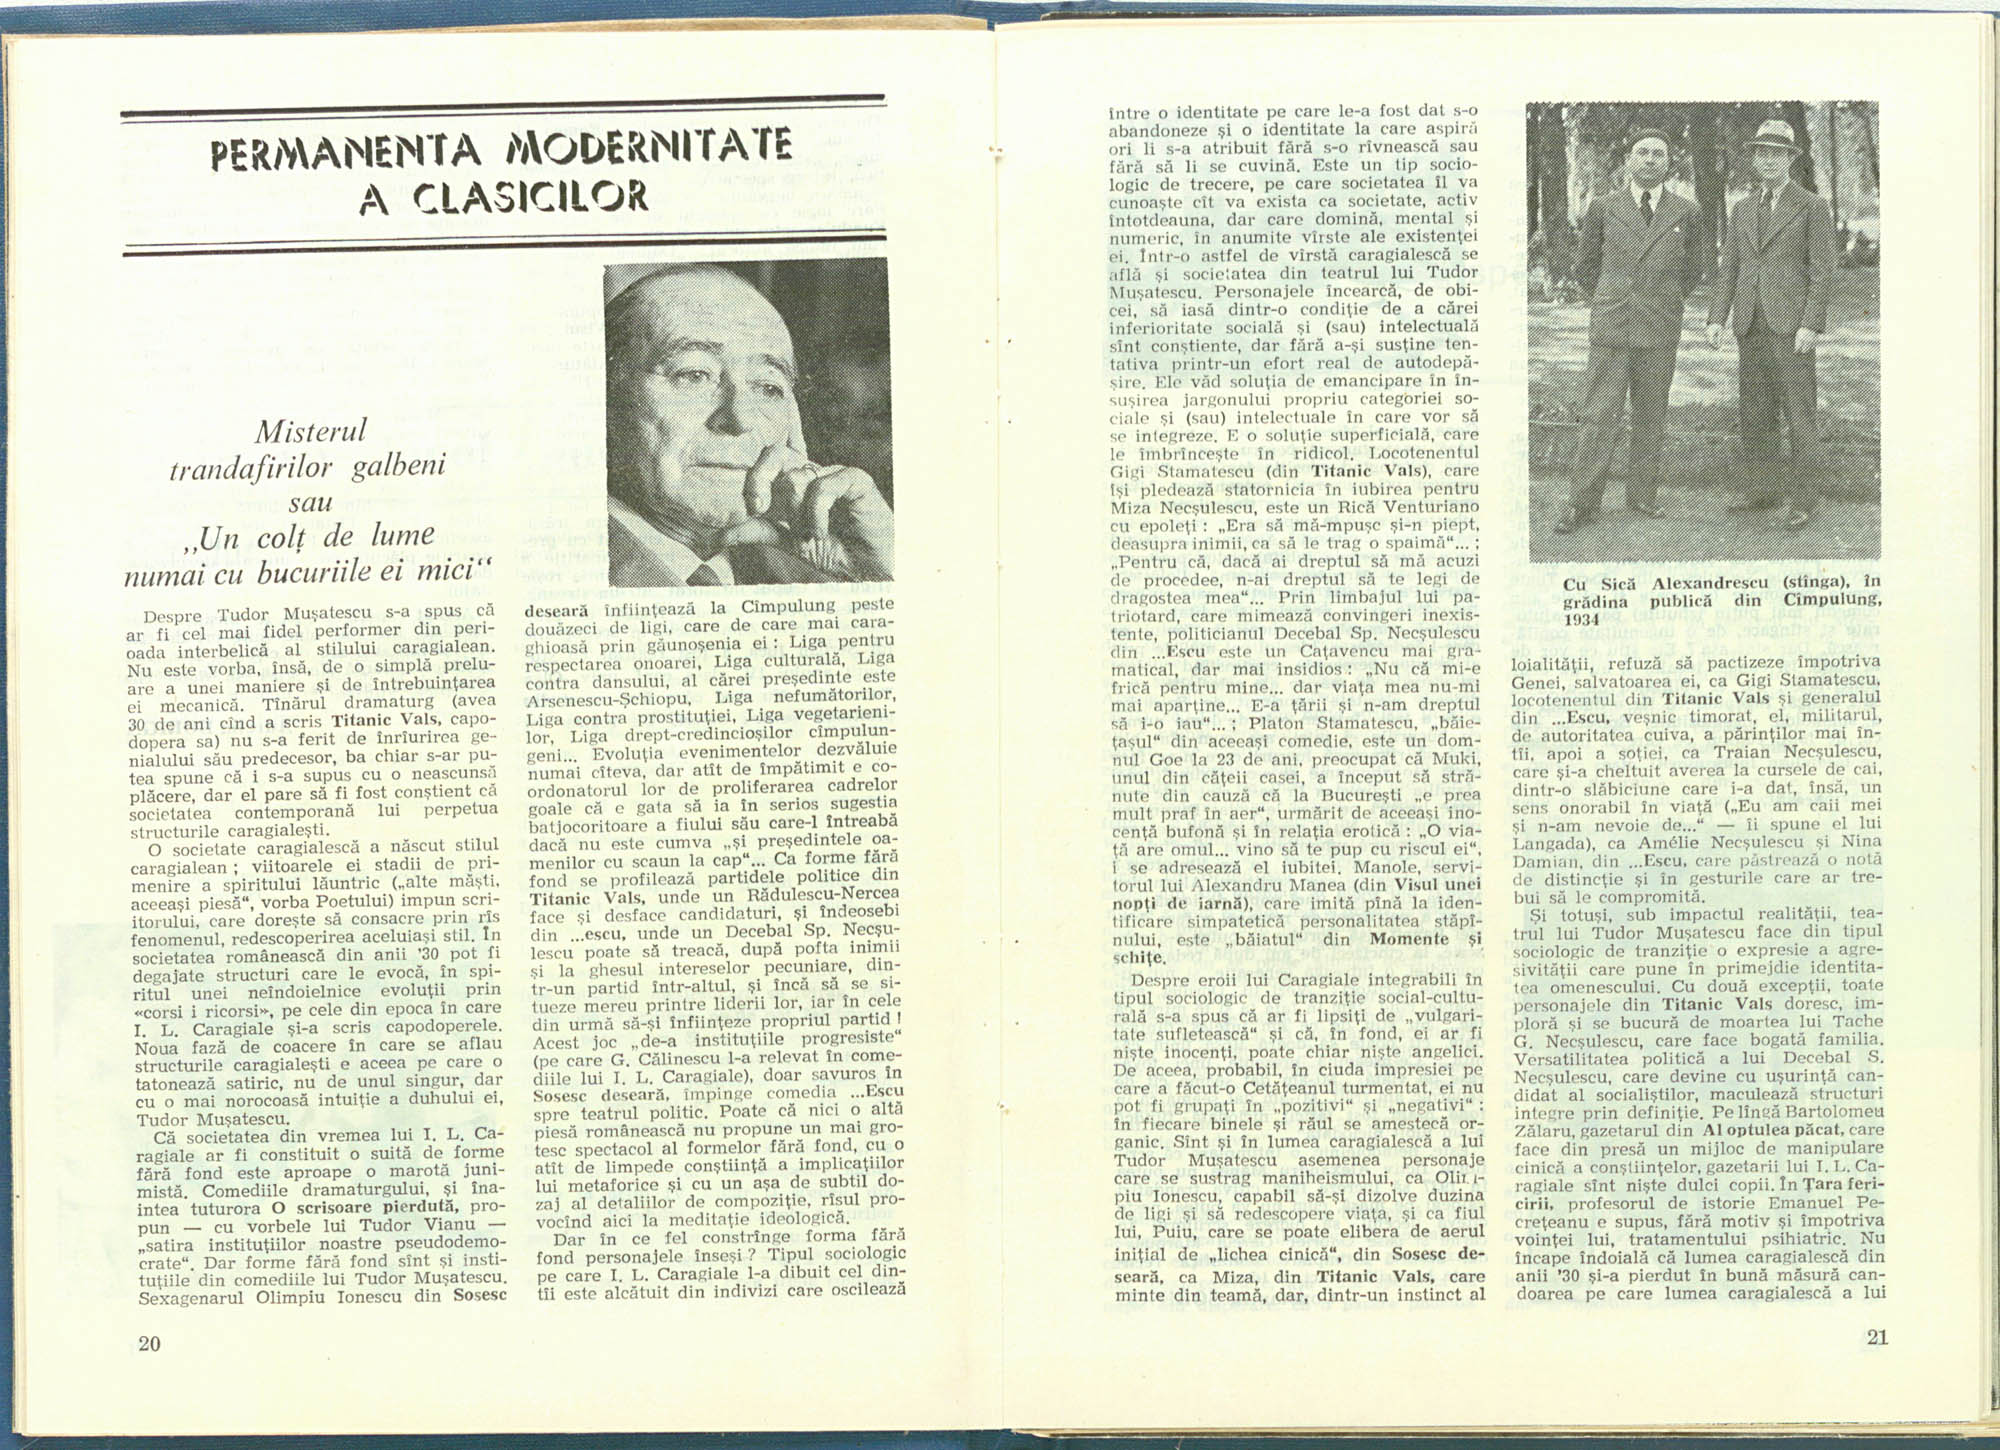 PERMANENTA MODERNITATE
A CLASICILOR
Misterul
trandafirilor galbeni
sau
„Un colț de lume
numai cu bucuriile ei mici“
Despre Tudor Mușatescu s-a spus că
ar fi cel mai fidel performer din peri-
oada interbelică al stilului caragialean.
Nu este vorba, însă, de o simplă prelu-
are a unei maniere și de întrebuințarea
ei mecanică. Tînărul dramaturg (avea
30 de ani cînd a scris Titanic Vals, capo-
dopera sa) nu s-a ferit de înrîurirea ge-
nialului său predecesor, ba chiar s-ar pu-
tea spune că i s-a supus cu o neascunsă
plăcere, dar el pare să fi fost conștient că
societatea contemporană lui perpetua
structurile caragialești.
O societate caragialescă a născut stilul
caragialean ; viitoarele ei stadii de pri-
menire a spiritului lăuntric („alte măști,
aceeași piesă“, vorba Poetului) impun scri-
itorului, care dorește să consacre prin rîs
fenomenul, redescoperirea aceluiași stil. În
societatea românească din anii '30 pot fi
degajate structuri care le evocă, în spi-
ritul unei neîndoielnice evoluții prin
«corsi i ricorsi», pe cele din epoca în care
I. L. Caragiale și-a scris capodoperele.
Noua fază de coacere în care se aflau
structurile caragialești e aceea pe care o
tatonează satiric, nu de unul singur, dar
cu o mai norocoasă intuiție a duhului ei,
Tudor Mușatescu.
Că societatea din vremea lui I. L. Ca-
ragiale ar fi constituit o suită de forme
fără fond este aproape o marotă juni-
mistă. Comediile dramaturgului, și îna-
intea tuturora O scrisoare pierdută, pro-
pun — cu vorbele lui Tudor Vianu —
„satira instituțiilor noastre pseudodemo-
crate“. Dar forme fără fond sînt și insti-
tuțiile din comediile lui Tudor Mușatescu.
Sexagenarul Olimpiu Ionescu din Sosesc
deseară înființează la Cîmpulung peste
douăzeci de ligi, care de care mai cara-
ghioasă prin găunoșenia ei : Liga pentru
respectarea onoarei, Liga culturală, Liga
contra dansului, al cărei președinte este
Arsenescu-Șchiopu, Liga nefumătorilor,
Liga contra prostituției, Liga vegetarieni-
lor, Liga drept-credincioșilor cîmpulun-
geni... Evoluția evenimentelor dezvăluie
numai cîteva, dar atît de împătimit e co-
ordonatorul lor de proliferarea cadrelor
goale că e gata să ia în serios sugestia
batjocoritoare a fiului său care-l întreabă
dacă nu este cumva „și președintele oa-
menilor cu scaun la cap“... Ca forme fără
fond se profilează partidele politice din
Titanic Vals, unde un Rădulescu-Nercea
face și desface candidaturi, și îndeosebi
din ...escu, unde un Decebal Sp. Necșu-
lescu poate să treacă, după pofta inimii
și la ghesul intereselor pecuniare, din-
tr-un partid într-altul, și încă să se si-
tueze mereu printre liderii lor, iar în cele
din urmă să-și înființeze propriul partid !
Acest joc „de-a instituțiile progresiste“
(pe care G. Călinescu l-a relevat în come-
diile lui I. L. Caragiale), doar savuros în
Sosesc deseară, împinge comedia ...Escu
spre teatrul politic. Poate că nici o altă
piesă românească nu propune un mai gro-
tesc spectacol al formelor fără fond, cu o
atît de limpede conștiință a implicațiilor
lui metaforice și cu un așa de subtil do-
zaj al detaliilor de compoziție, rîsul pro-
vocînd aici la meditație ideologică.
Dar în ce fel constrînge forma fără
fond personajele înseși ? Tipul sociologic
pe care I. L. Caragiale l-a dibuit cel din-
tîi este alcătuit din indivizi care oscilează
20
între o identitate pe care le-a fost dat s-o
abandoneze și o identitate la care aspiră
ori li s-a atribuit fără s-o rîvnească sau
fără să li se cuvină. Este un tip socio-
logic de trecere, pe care societatea îl va
cunoaște cît va exista ca societate, activ
întotdeauna, dar care domină, mental și
numeric, în anumite vîrste ale existenței
ei. Într-o astfel de vîrstă caragialescă se
află și societatea din teatrul lui Tudor
Mușatescu. Personajele încearcă, de obi-
cei, să iasă dintr-o condiție de a cărei
inferioritate socială și (sau) intelectuală
sînt conștiente, dar fără a-și susține ten-
tativa printr-un efort real de autodepă-
șire. Ele văd soluția de emancipare în în-
sușirea jargonului propriu categoriei so-
ciale și (sau) intelectuale în care vor să
se integreze. E o soluție superficială, care
le îmbrîncește în ridicol. Locotenentul
Gigi Stamatescu (din Titanic Vals), care
își pledează statornicia în iubirea pentru
Miza Necșulescu, este un Rică Venturiano
cu epoleți : „Era să mă-mpușc și-n piept,
deasupra inimii, ca să le trag o spaimă“... ;
„Pentru că, dacă ai dreptul să mă acuzi
de procedee, n-ai dreptul să te legi de
dragostea mea“... Prin limbajul lui pa-
triotard, care mimează convingeri inexis-
tente, politicianul Decebal Sp. Necșulescu
din ...Escu este un Cațavencu mai gra-
matical, dar mai insidios : „Nu că mi-e
frică pentru mine... dar viața mea nu-mi
mai aparține... E-a țării și n-am dreptul
să i-o iau“... ; Platon Stamatescu, „băie-
țașul“ din aceeași comedie, este un dom-
nul Goe la 23 de ani, preocupat că Muki,
unul din cățeii casei, a început să stră-
nute din cauză că la București „e prea
mult praf în aer“, urmărit de aceeași ino-
cență bufonă și în relația erotică : „O via-
ță are omul... vino să te pup cu riscul ei“,
i se adresează el iubitei. Manole, servi-
torul lui Alexandru Manea (din Visul unei
nopți de iarnă), care imită pînă la iden-
tificare simpatetică personalitatea stăpî-
nului, este „băiatul“ din Momente și
schițe.
Despre eroii lui Caragiale integrabili în
tipul sociologic de tranziție social-cultu-
rală s-a spus că ar fi lipsiți de „vulgari-
tate sufletească“ și că, în fond, ei ar fi
niște inocenți, poate chiar niște angelici.
De aceea, probabil, în ciuda impresiei pe
care a făcut-o Cetățeanul turmentat, ei nu
pot fi grupați în „pozitivi“ și „negativi“ :
în fiecare binele și răul se amestecă or-
ganic. Sînt și în lumea caragialescă a lui
Tudor Mușatescu asemenea personaje
care se sustrag maniheismului, ca Olim-
piu Ionescu, capabil să-și dizolve duzina
de ligi și să redescopere viața, și ca fiul
lui, Puiu, care se poate elibera de aerul
inițial de „lichea cinică“, din Sosesc de-
seară, ca Miza, din Titanic Vals, care
minte din teamă, dar, dintr-un instinct al
Cu Sică Alexandrescu (stînga), în
grădina publică din Cîmpulung,
1934
loialității, refuză să pactizeze împotriva
Genei, salvatoarea ei, ca Gigi Stamatescu,
locotenentul din Titanic Vals și generalul
din ...Escu, veșnic timorat, el, militarul,
de autoritatea cuiva, a părinților mai în-
tîi, apoi a soției, ca Traian Necșulescu,
care și-a cheltuit averea la cursele de cai,
dintr-o slăbiciune care i-a dat, însă, un
sens onorabil în viață („Eu am caii mei
și n-am nevoie de...“ — îi spune el lui
Langada), ca Amélie Necșulescu și Nina
Damian, din ...Escu, care păstrează o notă
de distincție și în gesturile care ar tre-
bui să le compromită.
Și totuși, sub impactul realității, tea-
trul lui Tudor Mușatescu face din tipul
sociologic de tranziție o expresie a agre-
sivității care pune în primejdie identita-
tea omenescului. Cu două excepții, toate
personajele din Titanic Vals doresc, im-
ploră și se bucură de moartea lui Tache
G. Necșulescu, care face bogată familia.
Versatilitatea politică a lui Decebal S.
Necșulescu, care devine cu ușurință can-
didat al socialiștilor, maculează structuri
integre prin definiție. Pe lîngă Bartolomeu
Zălaru, gazetarul din Al optulea păcat, care
face din presă un mijloc de manipulare
cinică a conștiințelor, gazetarii lui I. L. Ca-
ragiale sînt niște dulci copii. În Țara feri-
cirii, profesorul de istorie Emanuel Pe-
crețeanu e supus, fără motiv și împotriva
voinței lui, tratamentului psihiatric. Nu
încape îndoială că lumea caragialescă din
anii '30 și-a pierdut în bună măsură can-
doarea pe care lumea caragialescă a lui
21